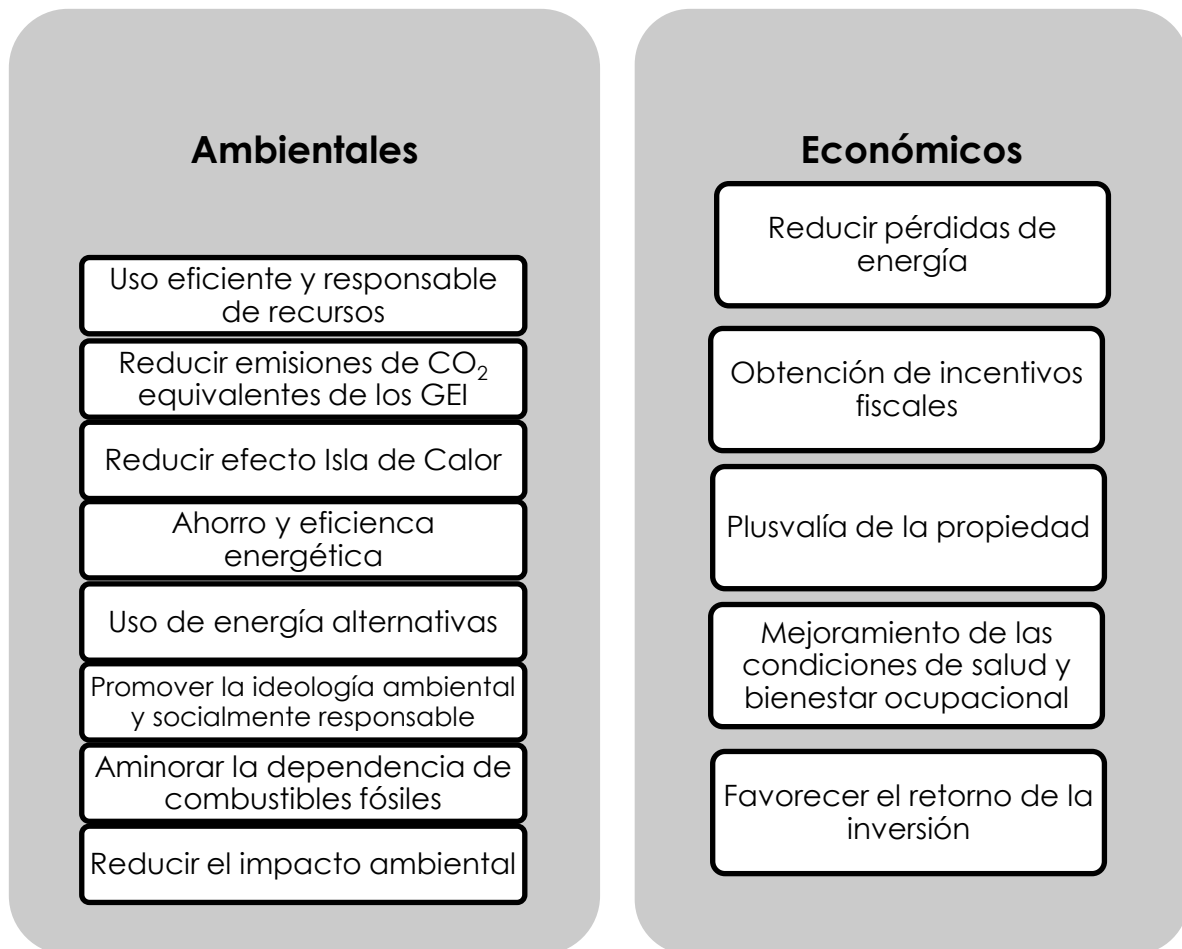 Ambientales
Uso eficiente y responsable
de recursos
Reducir emisiones de CO₂
equivalentes de los GEI
Reducir efecto Isla de Calor
Ahorro y eficienca
energética
Uso de energía alternativas
Promover la ideología ambiental
y socialmente responsable
Aminorar la dependencia de
combustibles fósiles
Reducir el impacto ambiental
Económicos
Reducir pérdidas de
energía
Obtención de incentivos
fiscales
Plusvalía de la propiedad
Mejoramiento de las
condiciones de salud y
bienestar ocupacional
Favorecer el retorno de la
inversión